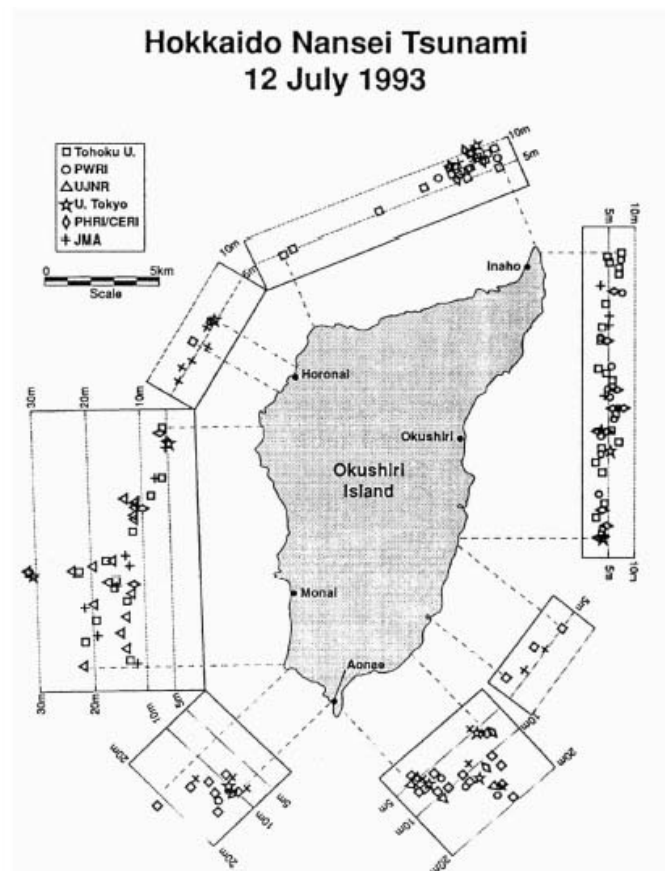 Hokkaido Nansei Tsunami
12 July 1993
Tohoku U.
PWRI
UJNR
U. Tokyo
PHRI/CERI
JMA
0 5km
Scale
10m
5m
10m
5m
5m
10m
Inaho
Horonai
30m
20m
10m
Okushiri
Okushiri
Island
5m
10m
Monai
5m
Aonae
30m
20m
10m
5m
20m
5m
10m
20m
10m
20m
5m
10m
20m